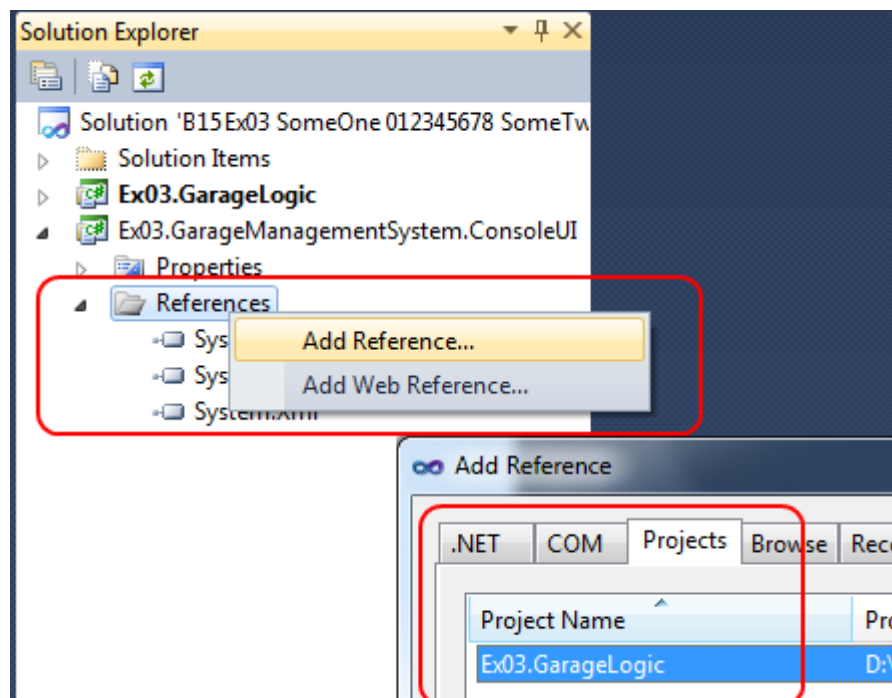 Solution Explorer
Solution 'B15Ex03 SomeOne 012345678 SomeTw
Solution Items
Ex03.GarageLogic
Ex03.GarageManagementSystem.ConsoleUI
Properties
References
Sys
Add Reference...
Sys
Add Web Reference...
System.Xml
Add Reference
.NET COM Projects Browse Rece
Project Name Pro
Ex03.GarageLogic D:\